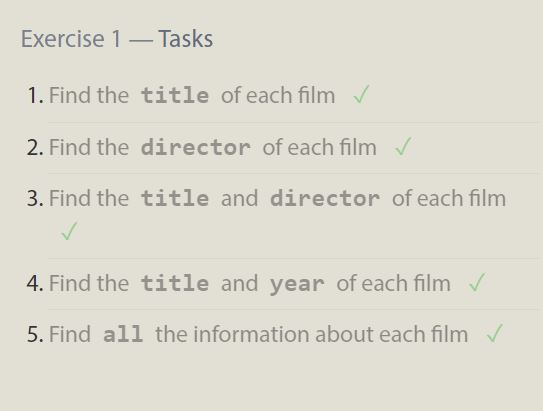 Exercise 1 — Tasks
1. Find the title of each film ✓
2. Find the director of each film ✓
3. Find the title and director of each film
✓
4. Find the title and year of each film ✓
5. Find all the information about each film ✓